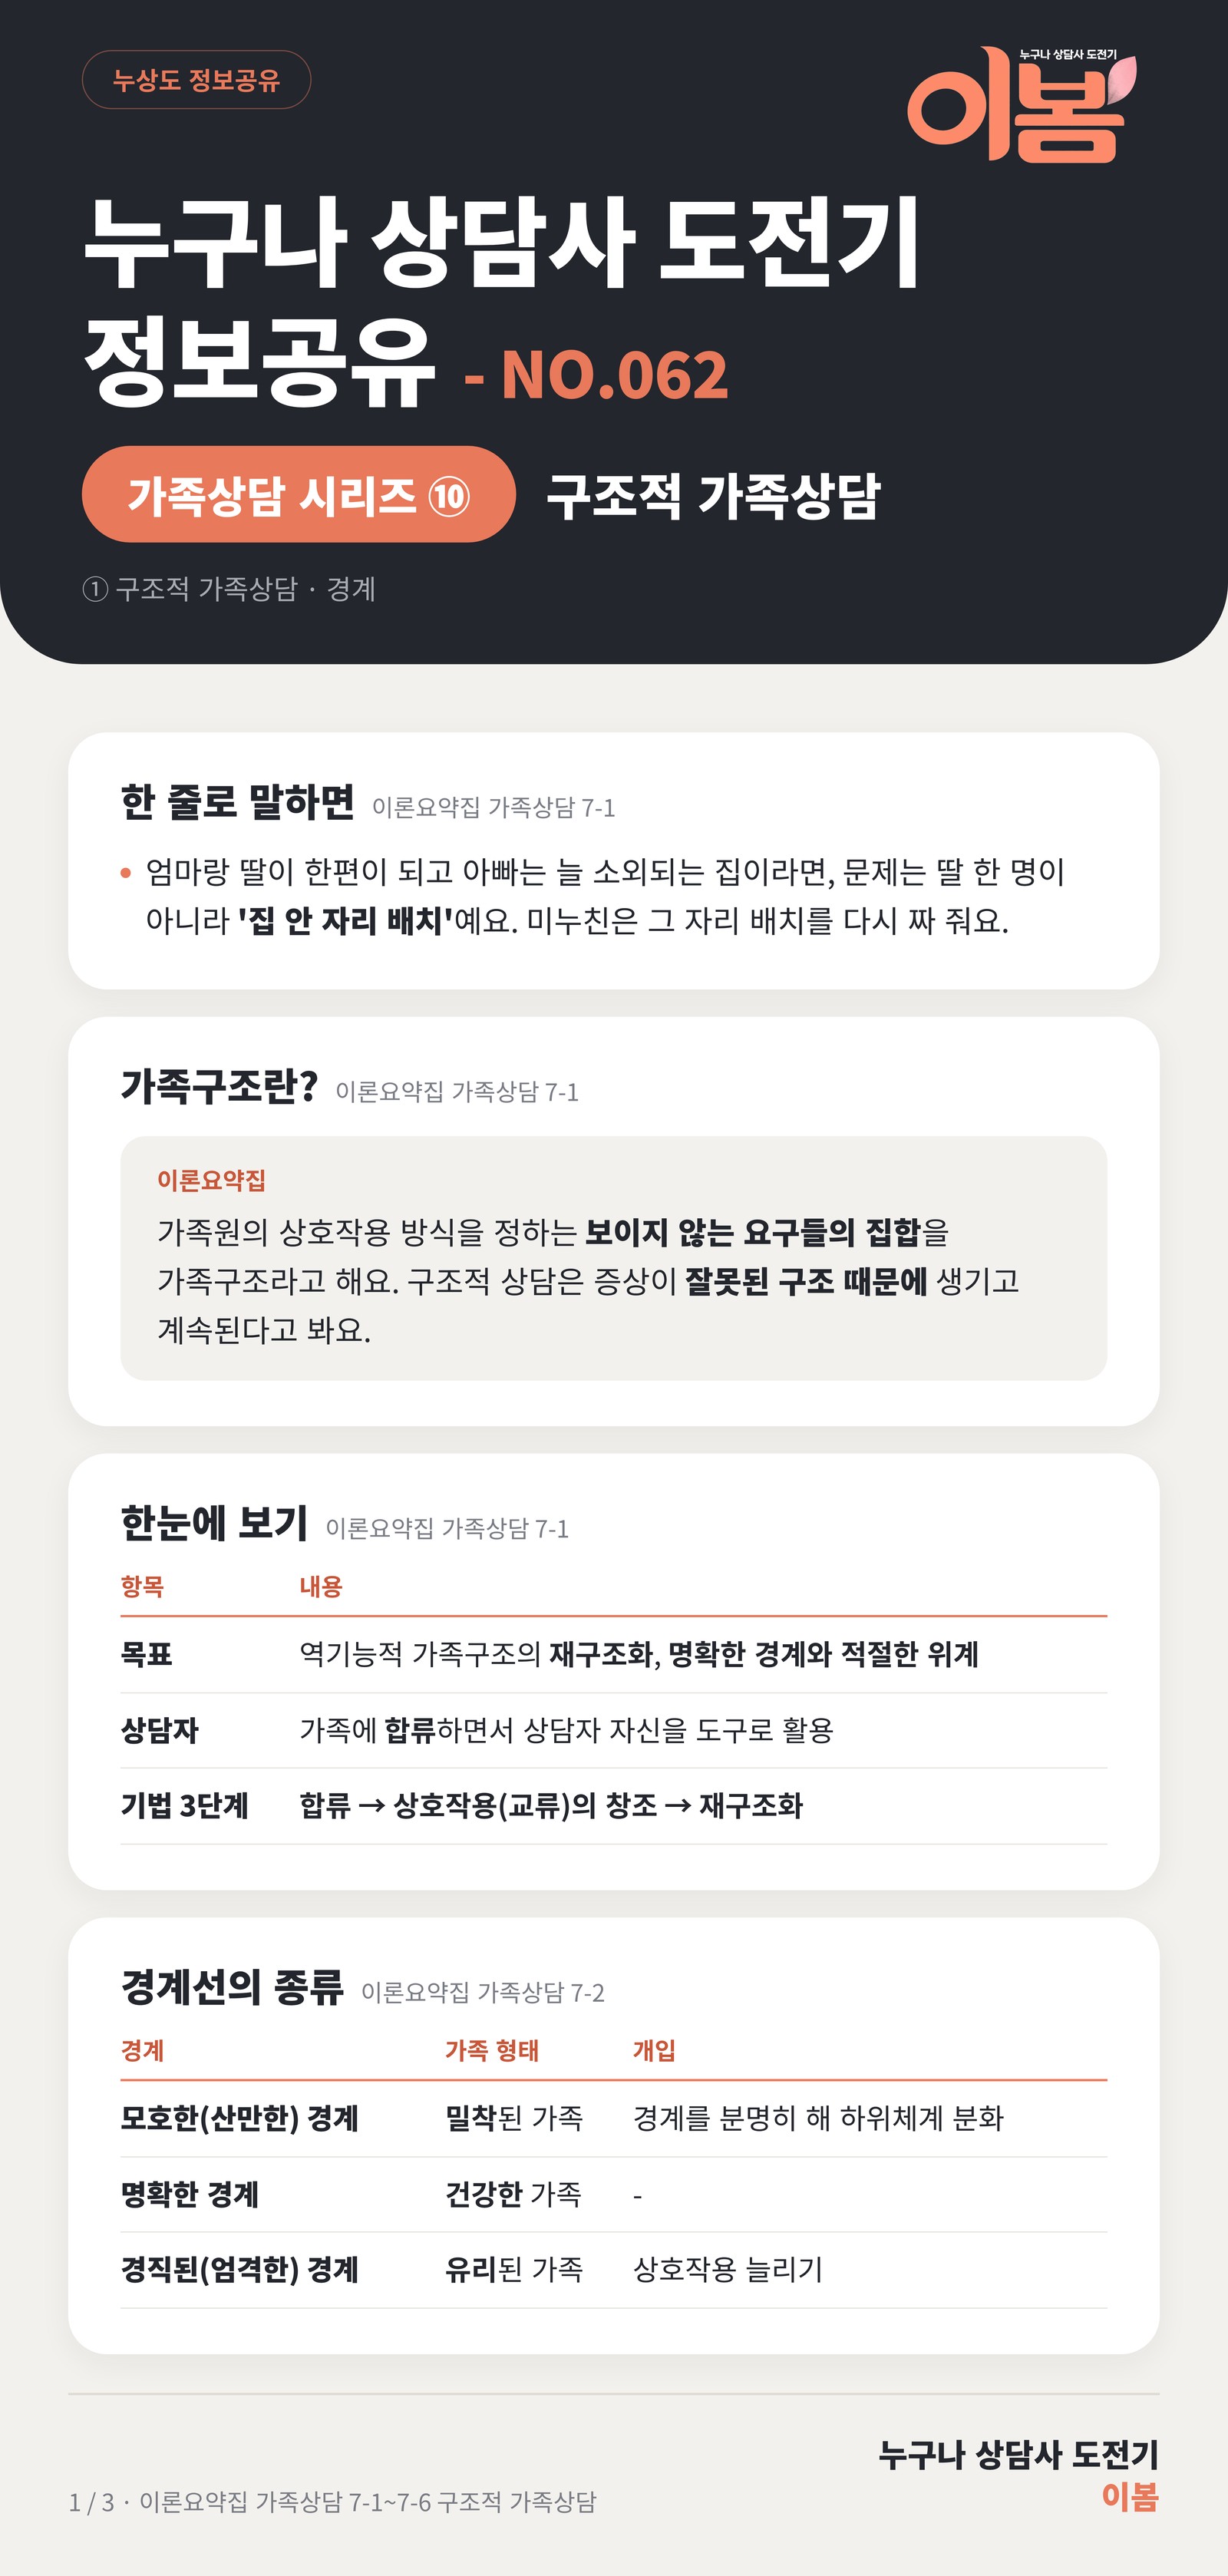 누상도 정보공유
누구나 상담사 도전기
이봄
누구나 상담사 도전기
정보공유 - NO.062
가족상담 시리즈 ⑩ 구조적 가족상담
① 구조적 가족상담 · 경계
한 줄로 말하면 이론요약집 가족상담 7-1
• 엄마랑 딸이 한편이 되고 아빠는 늘 소외되는 집이라면, 문제는 딸 한 명이
아니라 '집 안 자리 배치'예요. 미누친은 그 자리 배치를 다시 짜 줘요.
가족구조란? 이론요약집 가족상담 7-1
이론요약집
가족원의 상호작용 방식을 정하는 보이지 않는 요구들의 집합을
가족구조라고 해요. 구조적 상담은 증상이 잘못된 구조 때문에 생기고
계속된다고 봐요.
한눈에 보기 이론요약집 가족상담 7-1
항목 내용
목표 역기능적 가족구조의 재구조화, 명확한 경계와 적절한 위계
상담자 가족에 합류하면서 상담자 자신을 도구로 활용
기법 3단계 합류 → 상호작용(교류)의 창조 → 재구조화
경계선의 종류 이론요약집 가족상담 7-2
경계 가족 형태 개입
모호한(산만한) 경계 밀착된 가족 경계를 분명히 해 하위체계 분화
명확한 경계 건강한 가족 -
경직된(엄격한) 경계 유리된 가족 상호작용 늘리기
누구나 상담사 도전기
1 / 3 · 이론요약집 가족상담 7-1~7-6 구조적 가족상담 이봄